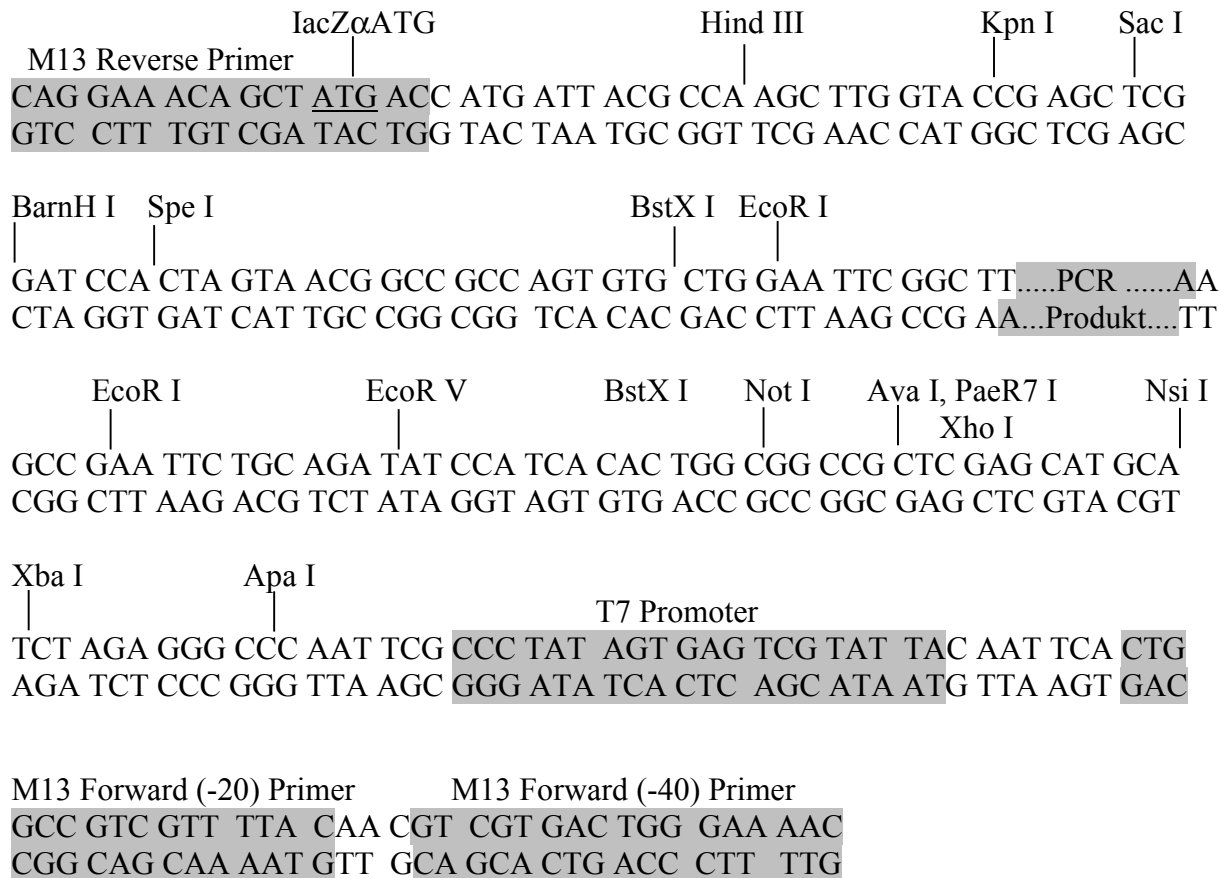 IacZαATG Hind III Kpn I Sac I
M13 Reverse Primer
CAG GAA ACA GCT ATG ACC ATG ATT ACG CCA AGC TTG GTA CCG AGC TCG
GTC CTT TGT CGA TAC TGG TAC TAA TGC GGT TCG AAC CAT GGC TCG AGC
BarnH I Spe I BstX I EcoR I
GAT CCA CTA GTA ACG GCC GCC AGT GTG CTG GAA TTC GGC TT.....PCR ......AA
CTA GGT GAT CAT TGC CGG CGG TCA CAC GAC CTT AAG CCG AA...Produkt....TT
EcoR I EcoR V BstX I Not I Ava I, PaeR7 I Nsi I
Xho I
GCC GAA TTC TGC AGA TAT CCA TCA CAC TGG CGG CCG CTC GAG CAT GCA
CGG CTT AAG ACG TCT ATA GGT AGT GTG ACC GCC GGC GAG CTC GTA CGT
Xba I Apa I
T7 Promoter
TCT AGA GGG CCC AAT TCG CCC TAT AGT GAG TCG TAT TAC AAT TCA CTG
AGA TCT CCC GGG TTA AGC GGG ATA TCA CTC AGC ATA ATG TTA AGT GAC
M13 Forward (-20) Primer M13 Forward (-40) Primer
GCC GTC GTT TTA CAA CGT CGT GAC TGG GAA AAC
CGG CAG CAA AAT GTT GCA GCA CTG ACC CTT TTG